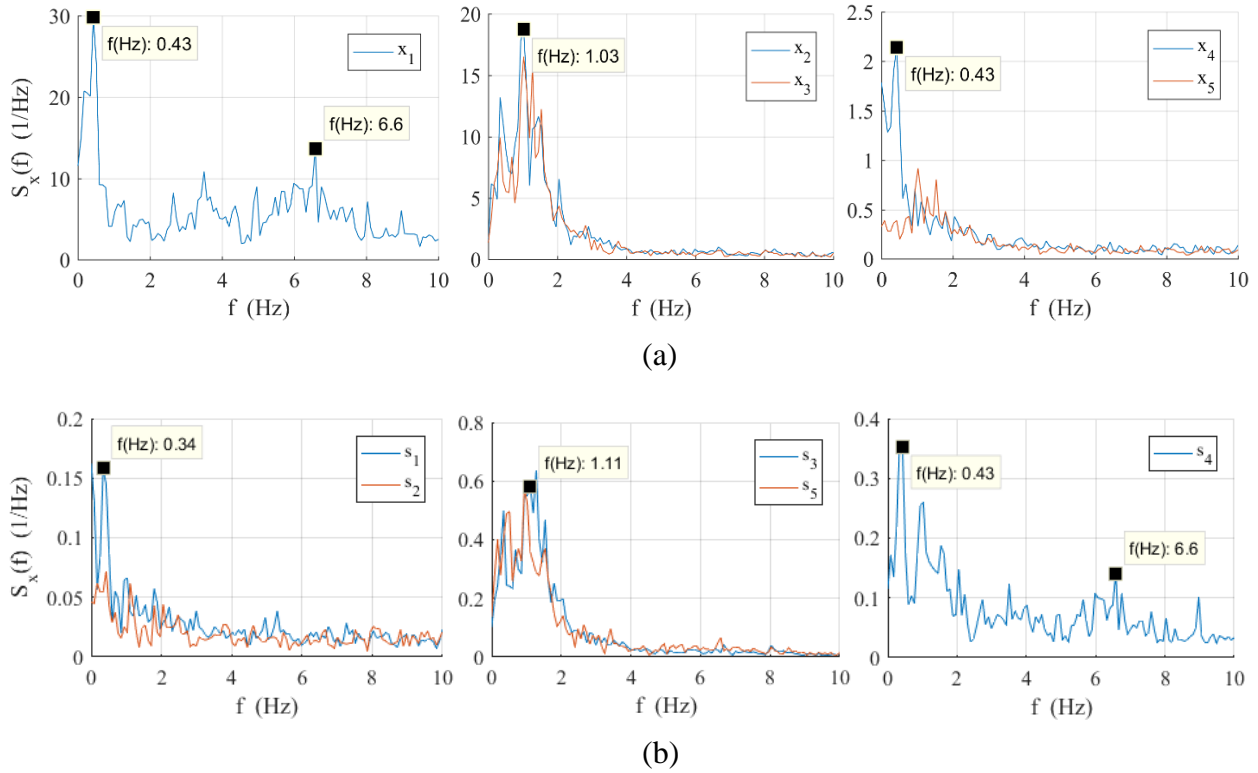 S_x(f) (1/Hz)
30
20
10
0
0 2 4 6 8 10
f (Hz)
f(Hz): 0.43
f(Hz): 6.6
x_1
20
15
10
5
0
0 2 4 6 8 10
f (Hz)
f(Hz): 1.03
x_2
x_3
2.5
2
1.5
1
0.5
0
0 2 4 6 8 10
f (Hz)
f(Hz): 0.43
x_4
x_5
(a)
S_x(f) (1/Hz)
0.2
0.15
0.1
0.05
0
0 2 4 6 8 10
f (Hz)
f(Hz): 0.34
s_1
s_2
0.8
0.6
0.4
0.2
0
0 2 4 6 8 10
f (Hz)
f(Hz): 1.11
s_3
s_5
0.4
0.3
0.2
0.1
0
0 2 4 6 8 10
f (Hz)
f(Hz): 0.43
f(Hz): 6.6
s_4
(b)